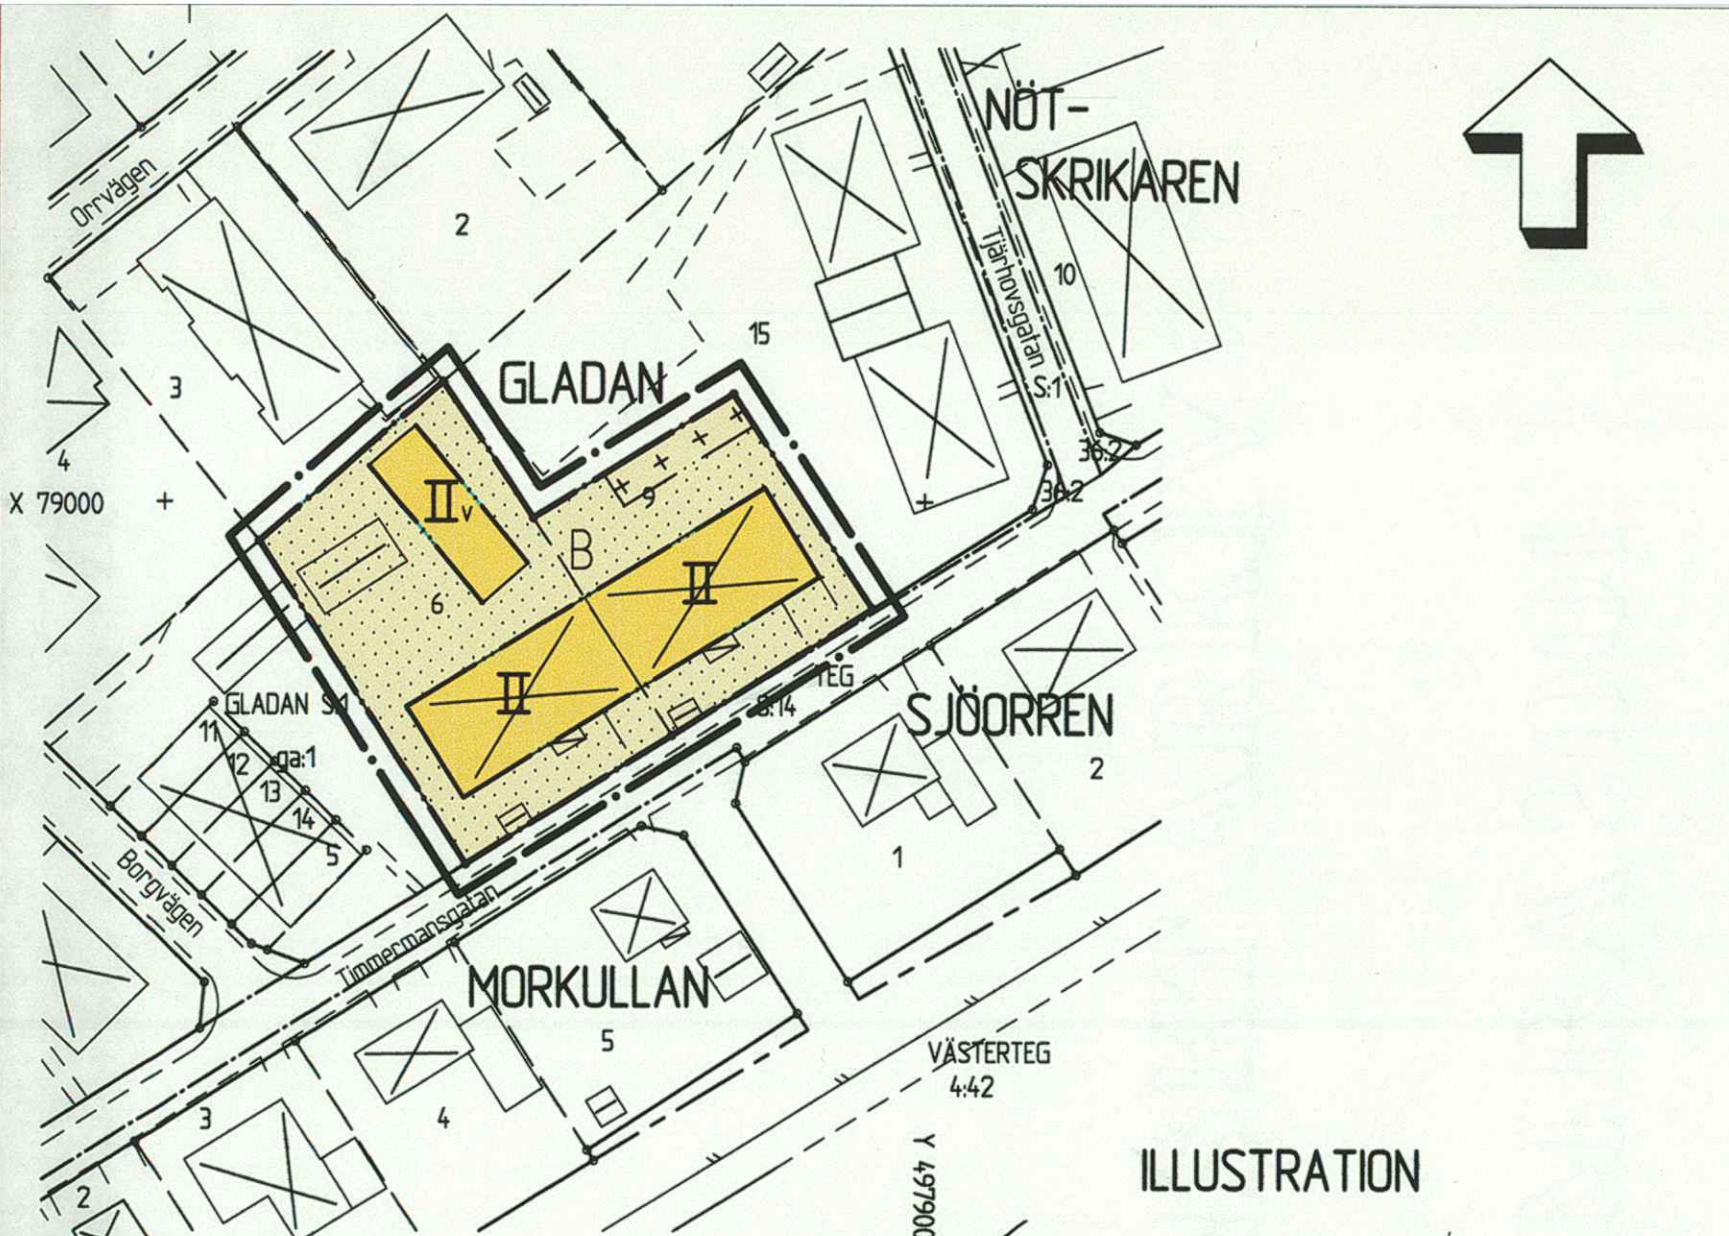 NÖT-
SKRIKAREN
Orrvägen
2
Tjärhovsgatan
10
15
GLADAN
3
S:1
4
36.2
36.2
X 79000
9
II v
B
II
6
II
TEG
S:14
GLADAN S:1
SJÖORREN
11
12
ga:1
13
14
5
2
1
Borgvägen
Timmermansgatan
MORKULLAN
5
VÄSTERTEG
4:42
3
4
2
Y 497900
ILLUSTRATION